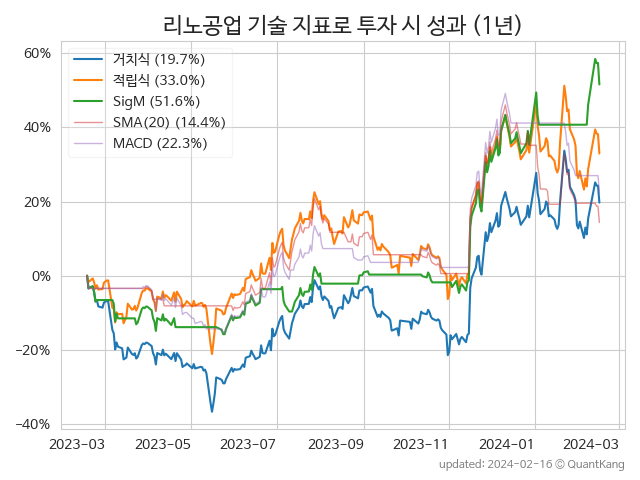 리노공업 기술 지표로 투자 시 성과 (1년)
60%
40%
20%
0%
−20%
−40%
거치식 (19.7%)
적립식 (33.0%)
SigM (51.6%)
SMA(20) (14.4%)
MACD (22.3%)
2023-03
2023-05
2023-07
2023-09
2023-11
2024-01
2024-03
updated: 2024-02-16 © QuantKang